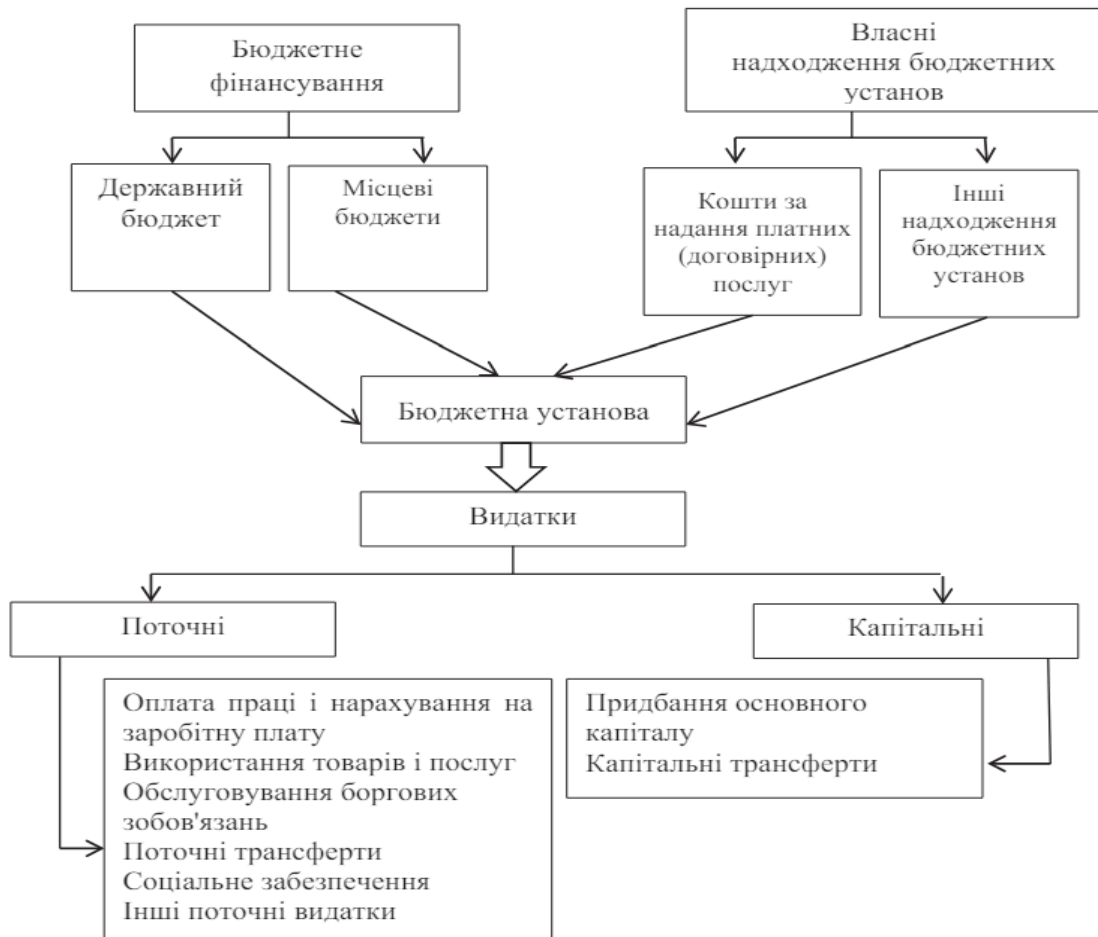 Бюджетне
фінансування
Власні
надходження бюджетних
установ
Державний
бюджет
Місцеві
бюджети
Кошти за
надання платних
(договірних)
послуг
Інші
надходження
бюджетних
установ
Бюджетна установа
Видатки
Поточні
Капітальні
Оплата праці і нарахування на
заробітну плату
Використання товарів і послуг
Обслуговування боргових
зобов'язань
Поточні трансферти
Соціальне забезпечення
Інші поточні видатки
Придбання основного
капіталу
Капітальні трансферти